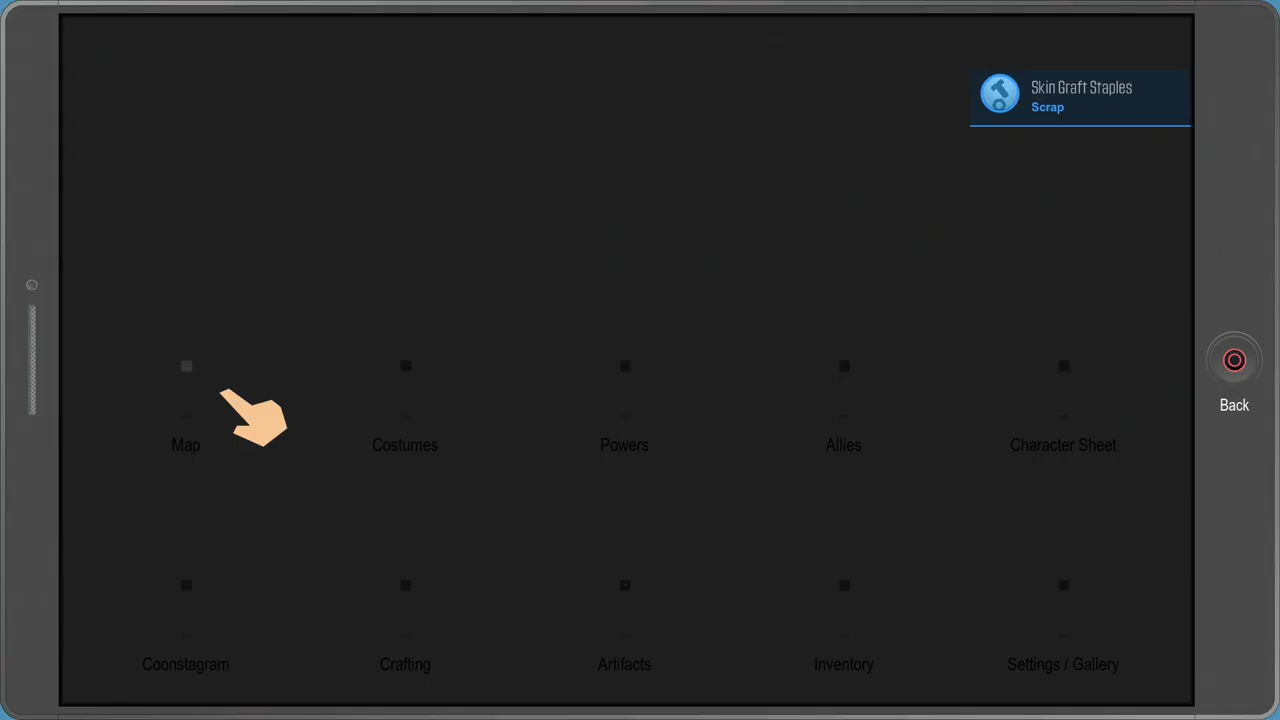 Skin Graft Staples
Scrap
Back
Map
Costumes
Powers
Allies
Character Sheet
Coonstagram
Crafting
Artifacts
Inventory
Settings / Gallery